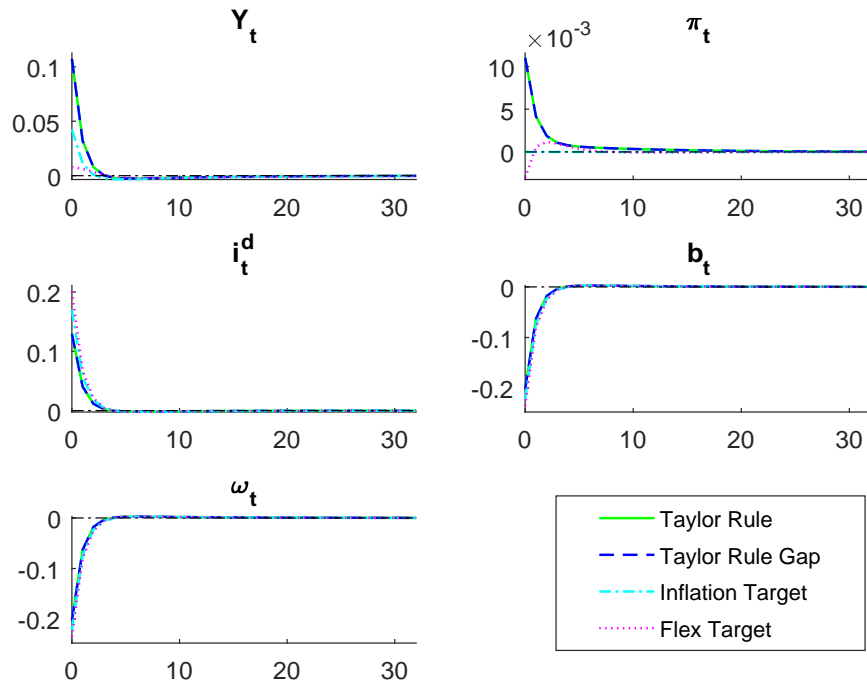 Y_t
0.1
0.05
0
0 10 20 30
π_t
×10^-3
10
5
0
0 10 20 30
i_t^d
0.2
0.1
0
0 10 20 30
b_t
0
-0.1
-0.2
0 10 20 30
ω_t
0
-0.1
-0.2
0 10 20 30
Taylor Rule
Taylor Rule Gap
Inflation Target
Flex Target